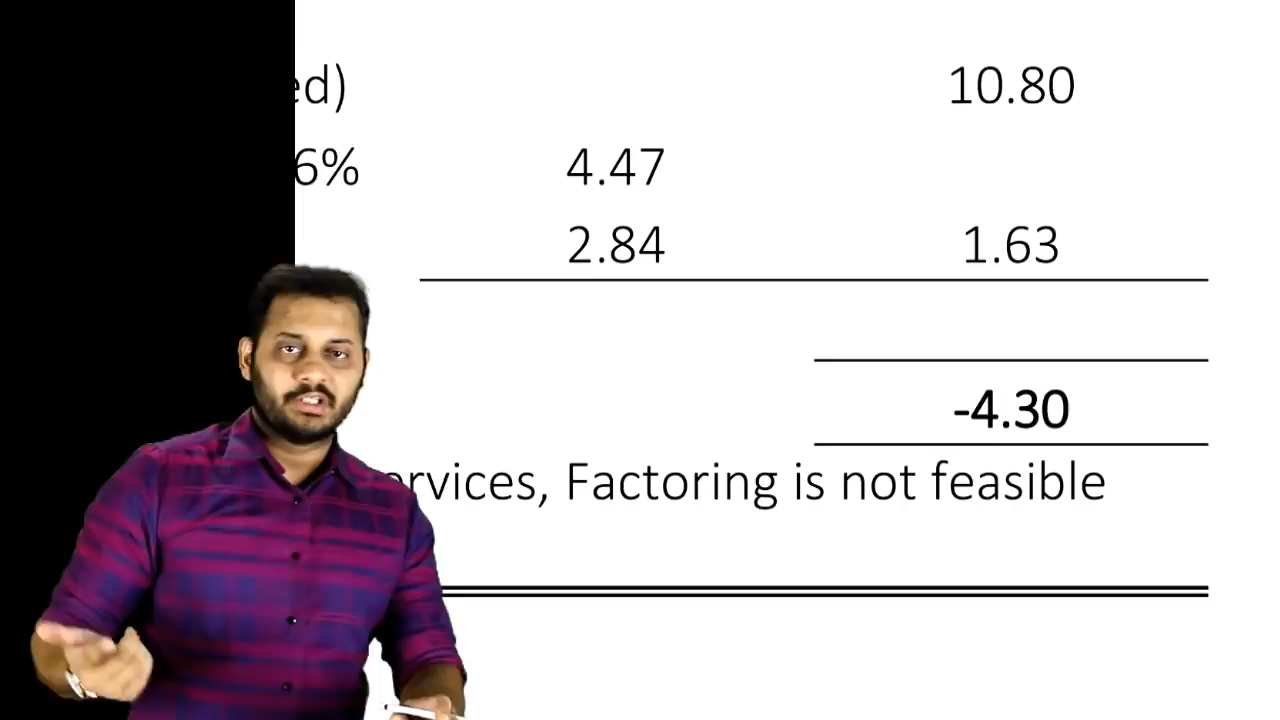 ed) 10.80
6% 4.47
2.84 1.63
-4.30
ervices, Factoring is not feasible